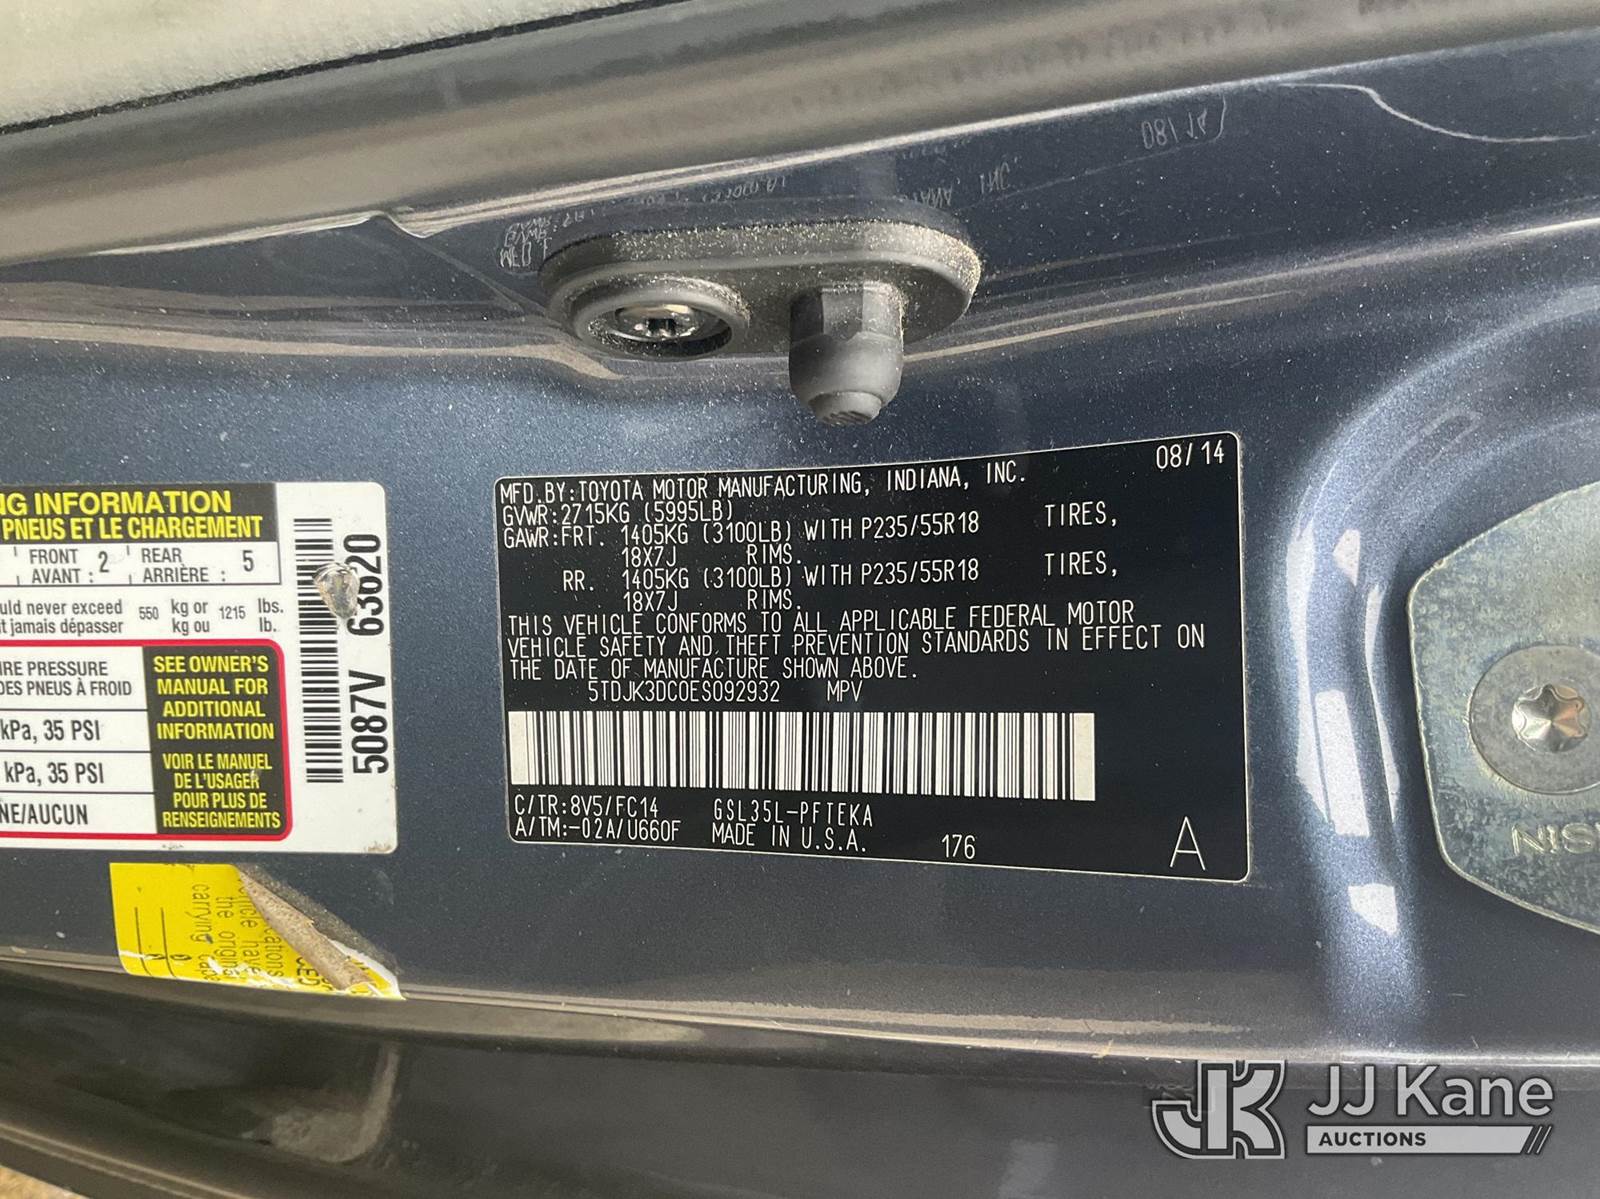 MFD.BY:TOYOTA MOTOR MANUFACTURING, INDIANA, INC. 08/14
GVWR:2715KG (5995LB)
GAWR:FRT. 1405KG (3100LB) WITH P235/55R18 TIRES,
18X7J RIMS.
RR. 1405KG (3100LB) WITH P235/55R18 TIRES,
18X7J RIMS.
THIS VEHICLE CONFORMS TO ALL APPLICABLE FEDERAL MOTOR
VEHICLE SAFETY AND THEFT PREVENTION STANDARDS IN EFFECT ON
THE DATE OF MANUFACTURE SHOWN ABOVE.
5TDJK3DC0ES092932 MPV
C/TR:8V5/FC14 GSL35L-PFTEKA
A/TM:-02A/U660F MADE IN U.S.A. 176 A
NG INFORMATION
PNEUS ET LE CHARGEMENT
FRONT 2 REAR 5
AVANT : ARRIÈRE :
uld never exceed 550 kg or 1215 lbs.
t jamais dépasser kg ou lb.
IRE PRESSURE
DES PNEUS À FROID
kPa, 35 PSI
kPa, 35 PSI
NE/AUCUN
SEE OWNER'S
MANUAL FOR
ADDITIONAL
INFORMATION
VOIR LE MANUEL
DE L'USAGER
POUR PLUS DE
RENSEIGNEMENTS
5087V 63620
the origina
carrying capa
NIS
JK JJ Kane
AUCTIONS